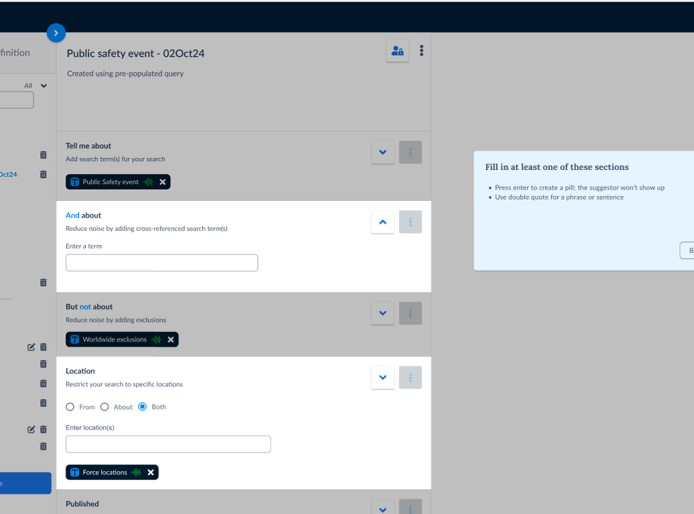 Public safety event - 02Oct24
Created using pre-populated query
finition
All
Oct24
Tell me about
Add search term(s) for your search
Public Safety event
And about
Reduce noise by adding cross-referenced search term(s)
Enter a term
But not about
Reduce noise by adding exclusions
Worldwide exclusions
Location
Restrict your search to specific locations
From About Both
Enter location(s)
Force locations
Published
Fill in at least one of these sections
• Press enter to create a pill; the suggestor won't show up
• Use double quote for a phrase or sentence
B